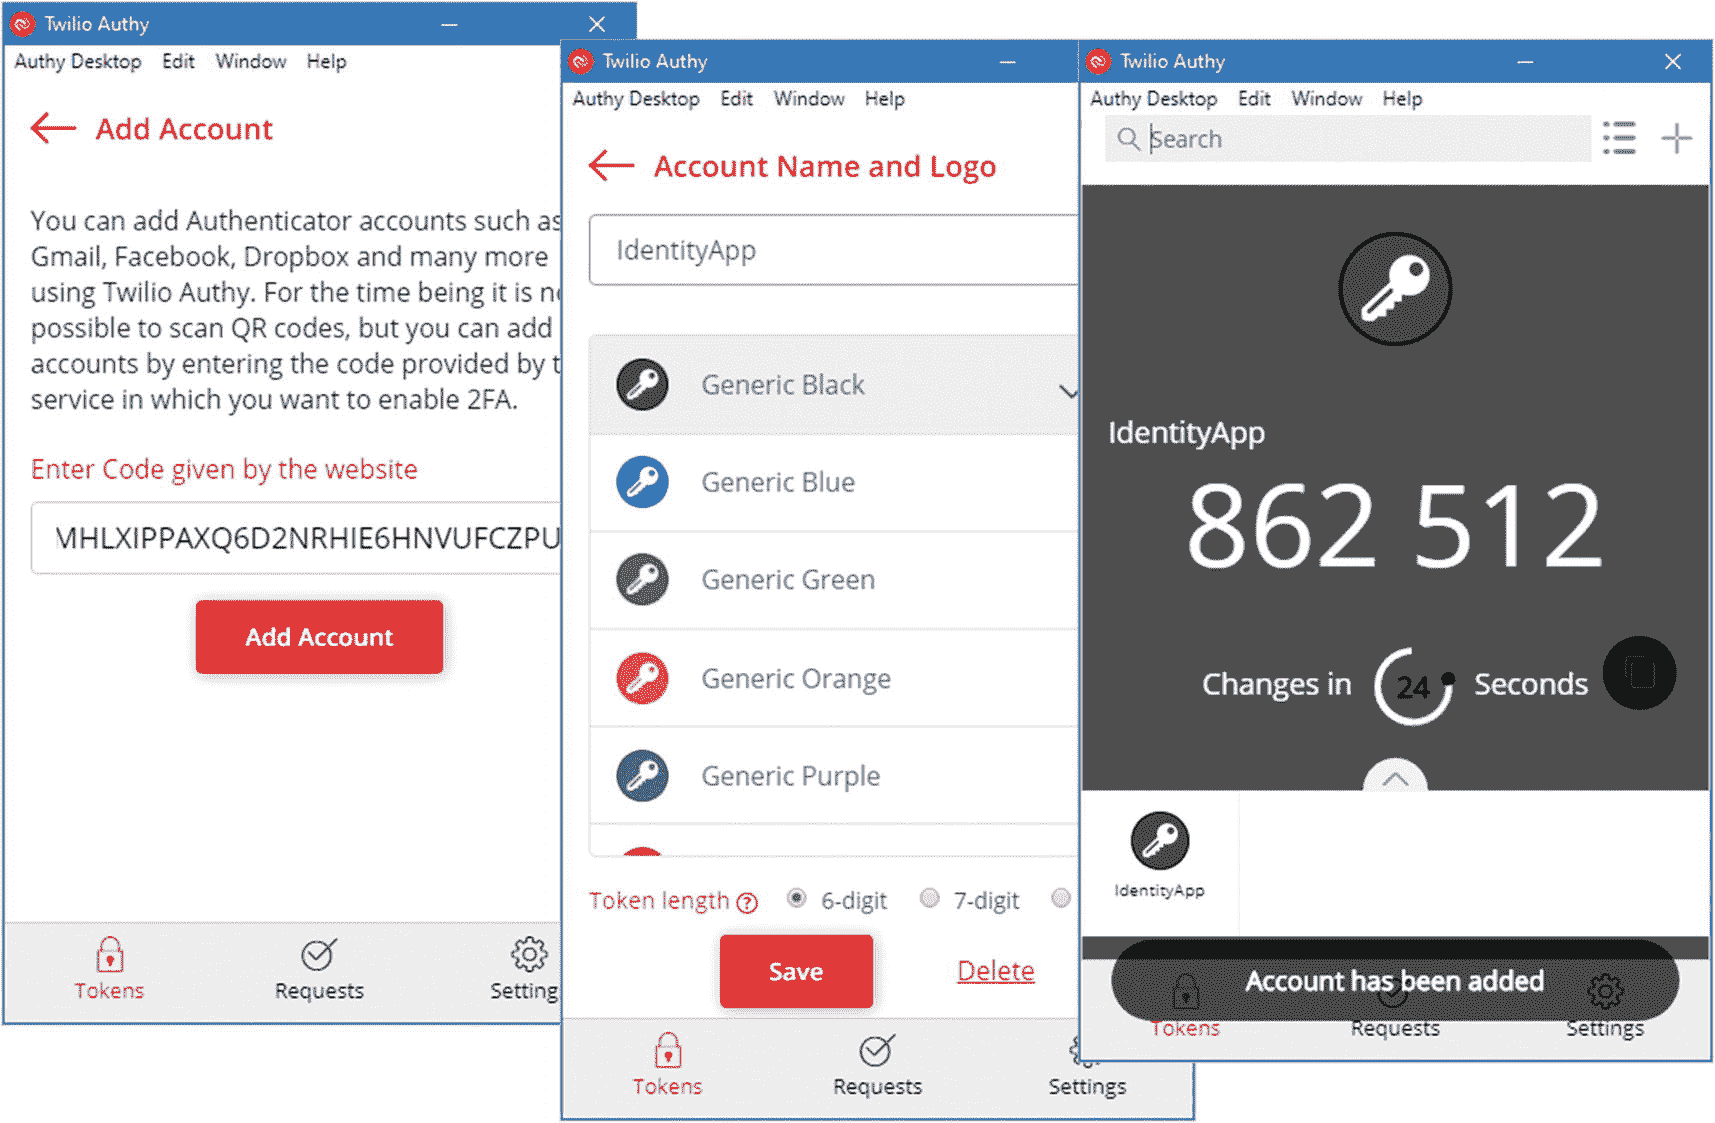 Twilio Authy
Authy Desktop Edit Window Help
Add Account
You can add Authenticator accounts such as
Gmail, Facebook, Dropbox and many more
using Twilio Authy. For the time being it is
possible to scan QR codes, but you can add
accounts by entering the code provided by
service in which you want to enable 2FA.
Enter Code given by the website
MHLXIPPAXQ6D2NRHIE6HNVUFCZPU
Add Account
Tokens Requests Setting
Twilio Authy
Authy Desktop Edit Window Help
Account Name and Logo
IdentityApp
Generic Black
Generic Blue
Generic Green
Generic Orange
Generic Purple
Token length ? 6-digit 7-digit
Save Delete
Tokens Requests Settings
Twilio Authy
Authy Desktop Edit Window Help
Search
IdentityApp
862 512
Changes in 24 Seconds
IdentityApp
Account has been added
Tokens Requests Settings